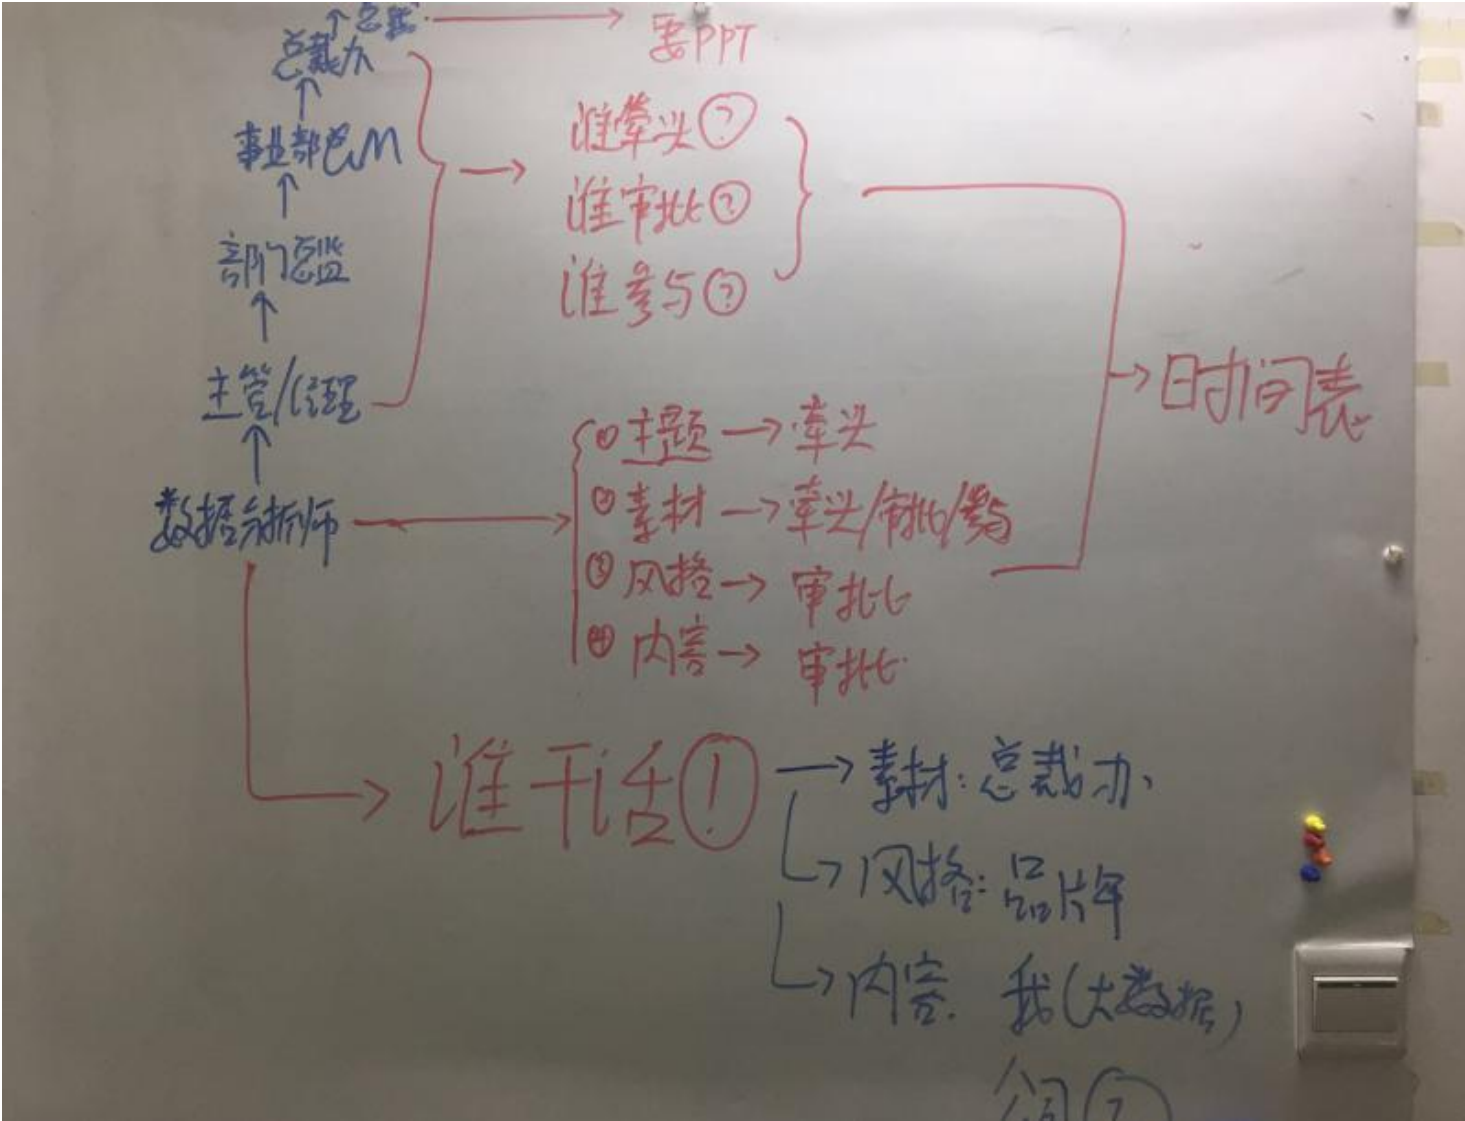 总裁
要PPT
总裁办
事业部总M
部门总监
主管/经理
数据分析师
谁牵头?
谁审批?
谁参与?
时间表
① 主题 → 牵头
② 素材 → 牵头/审批/参与
③ 风格 → 审批
④ 内容 → 审批
谁干活!
素材:总裁办
风格:品牌
内容. 我(大数据)